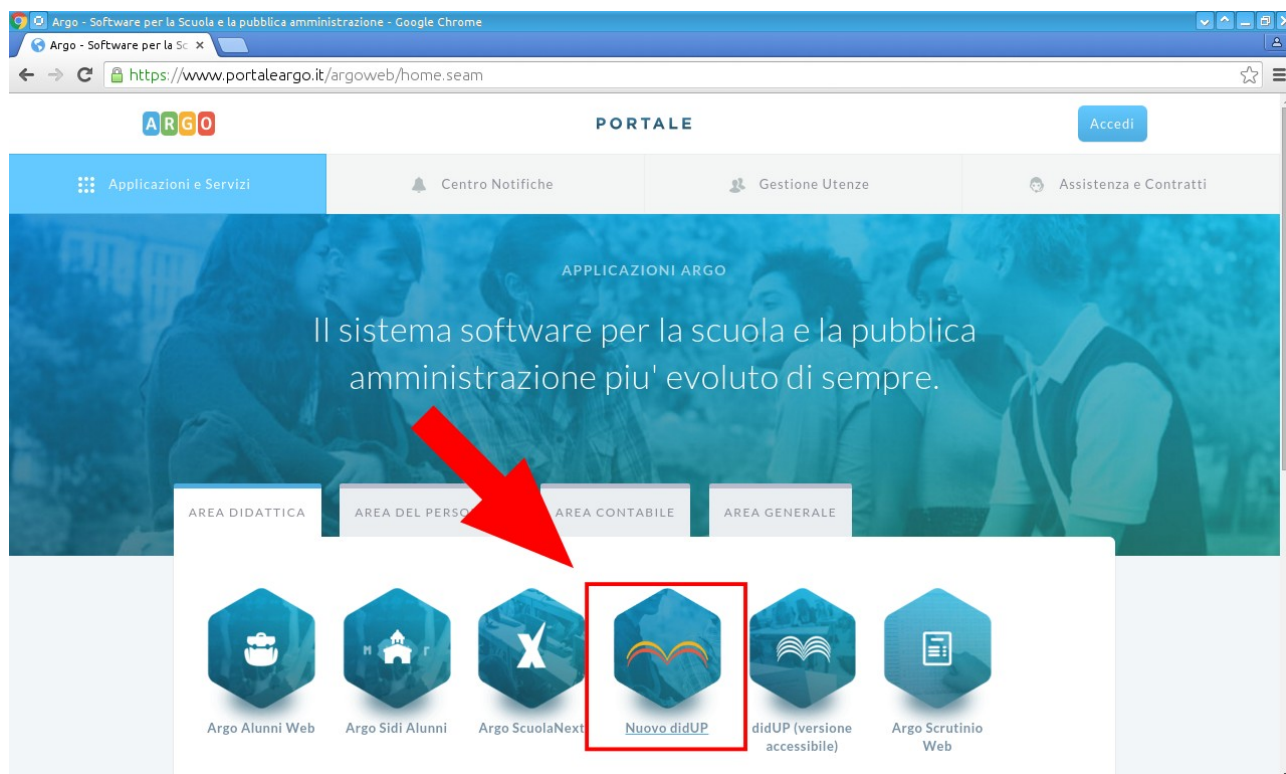 Argo - Software per la Scuola e la pubblica amministrazione - Google Chrome
Argo - Software per la Sc
https://www.portaleargo.it/argoweb/home.seam
ARGO
PORTALE
Accedi
Applicazioni e Servizi
Centro Notifiche
Gestione Utenze
Assistenza e Contratti
APPLICAZIONI ARGO
Il sistema software per la scuola e la pubblica
amministrazione piu' evoluto di sempre.
AREA DIDATTICA
AREA DEL PERSO
AREA CONTABILE
AREA GENERALE
Argo Alunni Web
Argo Sidi Alunni
Argo ScuolaNext
Nuovo didUP
didUP (versione
accessibile)
Argo Scrutinio
Web